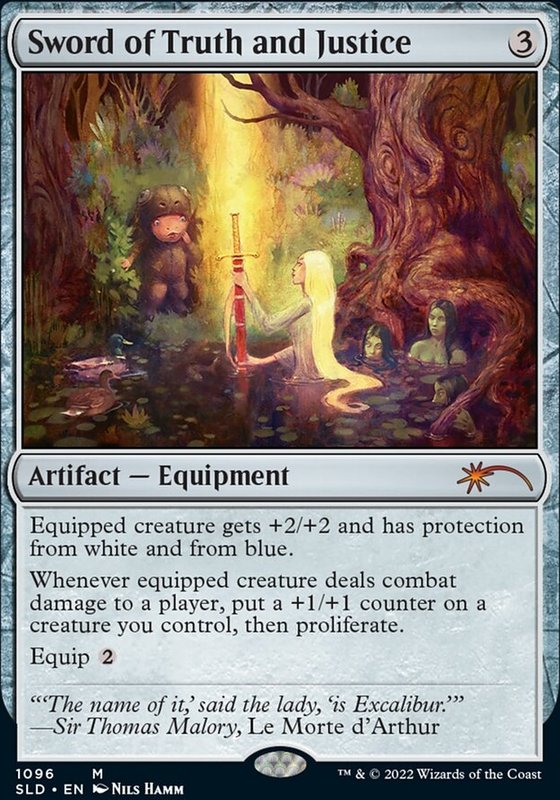 Sword of Truth and Justice 3
Artifact — Equipment
Equipped creature gets +2/+2 and has protection
from white and from blue.
Whenever equipped creature deals combat
damage to a player, put a +1/+1 counter on a
creature you control, then proliferate.
Equip 2
“‘The name of it,’ said the lady, ‘is Excalibur.’”
—Sir Thomas Malory, Le Morte d’Arthur
1096 M
SLD • EN Nils Hamm
™ & © 2022 Wizards of the Coast